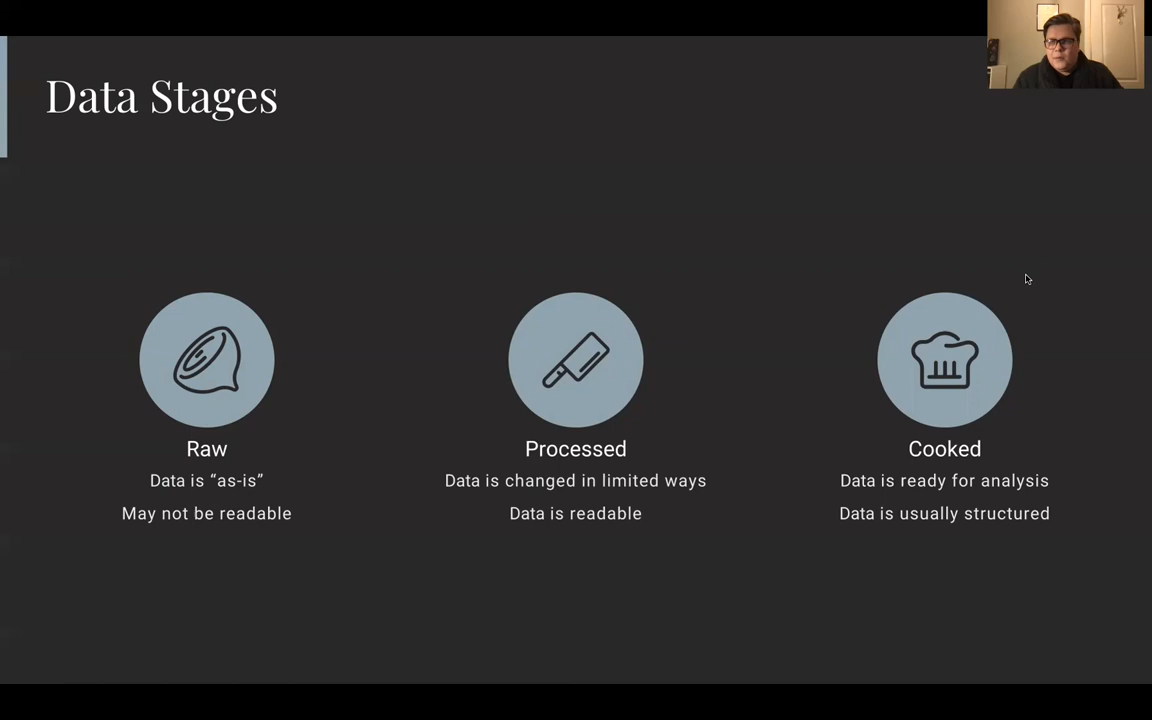 Data Stages
Raw
Data is “as-is”
May not be readable
Processed
Data is changed in limited ways
Data is readable
Cooked
Data is ready for analysis
Data is usually structured